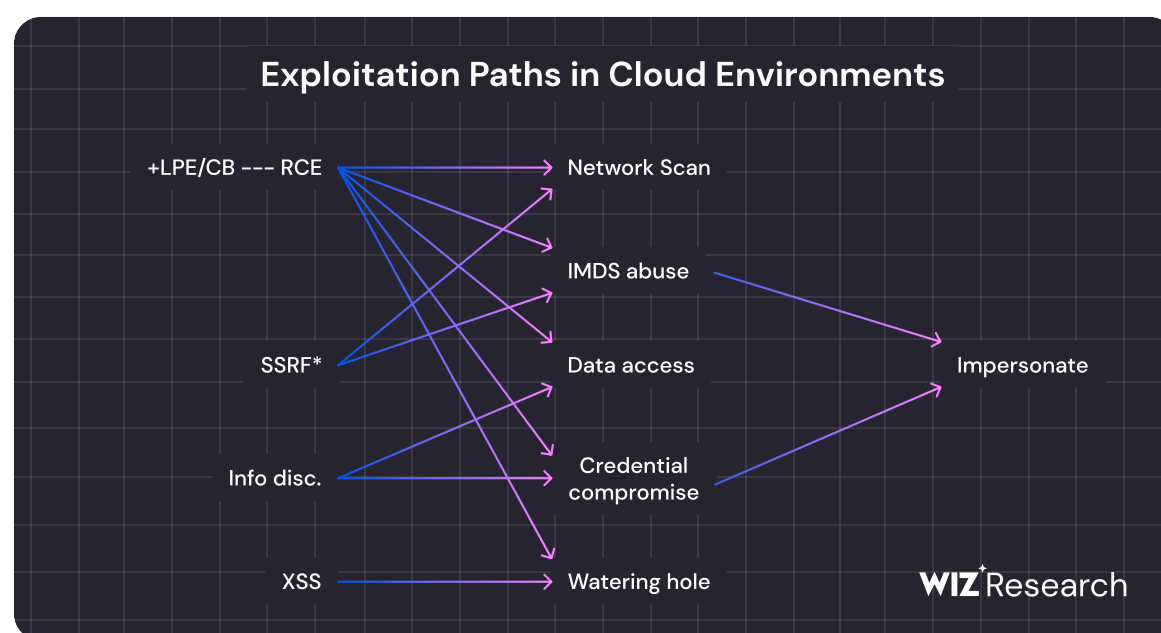 Exploitation Paths in Cloud Environments
+LPE/CB --- RCE
Network Scan
IMDS abuse
SSRF*
Data access
Impersonate
Info disc.
Credential
compromise
XSS
Watering hole
WIZ Research